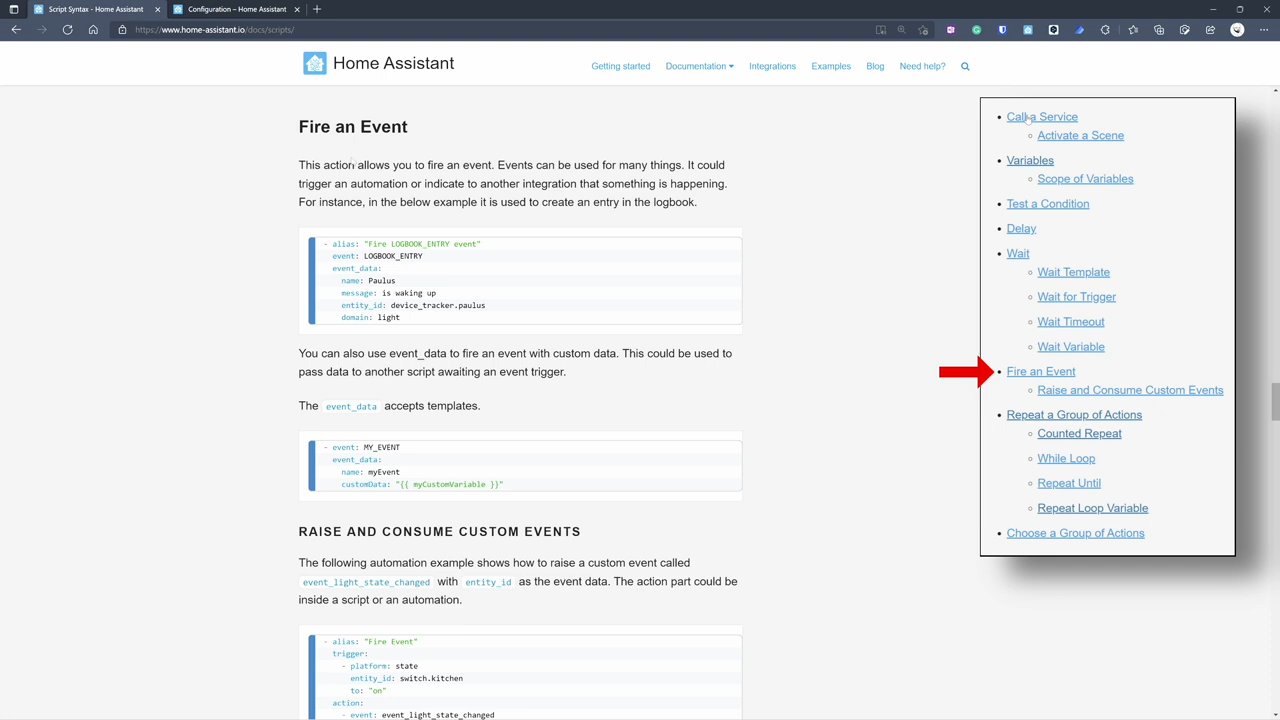 Script Syntax - Home Assistant
Configuration – Home Assistant
https://www.home-assistant.io/docs/scripts/
Home Assistant
Getting started
Documentation
Integrations
Examples
Blog
Need help?
Fire an Event
This action allows you to fire an event. Events can be used for many things. It could
trigger an automation or indicate to another integration that something is happening.
For instance, in the below example it is used to create an entry in the logbook.
- alias: "Fire LOGBOOK_ENTRY event"
event: LOGBOOK_ENTRY
event_data:
name: Paulus
message: is waking up
entity_id: device_tracker.paulus
domain: light
You can also use event_data to fire an event with custom data. This could be used to
pass data to another script awaiting an event trigger.
The event_data accepts templates.
- event: MY_EVENT
event_data:
name: myEvent
customData: "{{ myCustomVariable }}"
RAISE AND CONSUME CUSTOM EVENTS
The following automation example shows how to raise a custom event called
event_light_state_changed with entity_id as the event data. The action part could be
inside a script or an automation.
- alias: "Fire Event"
trigger:
- platform: state
entity_id: switch.kitchen
to: "on"
action:
- event: event_light_state_changed
• Call a Service
◦ Activate a Scene
• Variables
◦ Scope of Variables
• Test a Condition
• Delay
• Wait
◦ Wait Template
◦ Wait for Trigger
◦ Wait Timeout
◦ Wait Variable
• Fire an Event
◦ Raise and Consume Custom Events
• Repeat a Group of Actions
◦ Counted Repeat
◦ While Loop
◦ Repeat Until
◦ Repeat Loop Variable
• Choose a Group of Actions